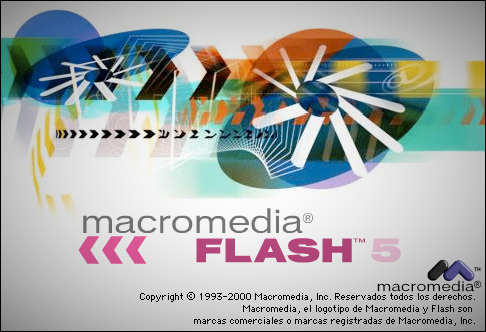 macromedia®
FLASH™ 5
macromedia®
Copyright © 1993-2000 Macromedia, Inc. Reservados todos los derechos.
Macromedia, el logotipo de Macromedia y Flash son
marcas comerciales o marcas registradas de Macromedia, Inc.